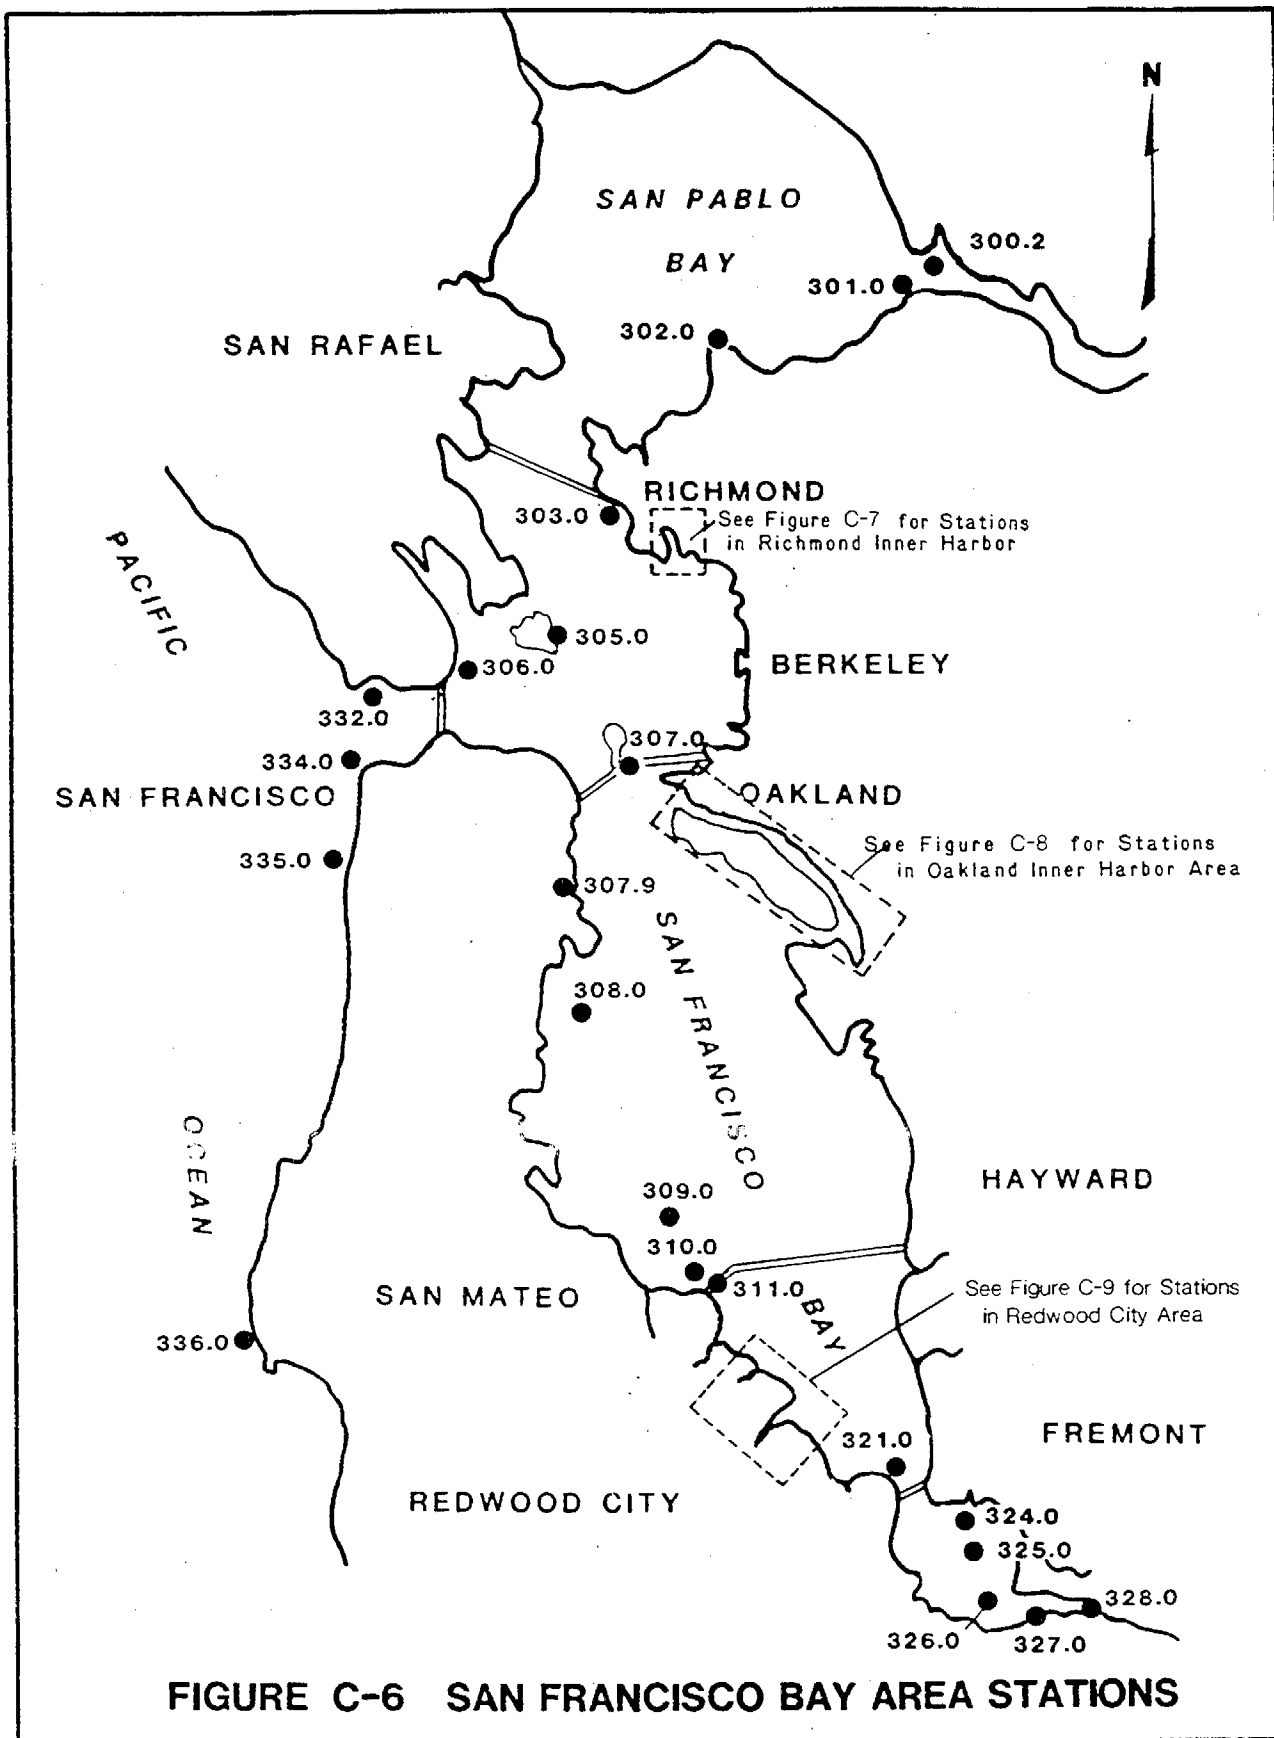 N
SAN PABLO
BAY
300.2
301.0
302.0
SAN RAFAEL
RICHMOND
303.0
See Figure C-7 for Stations
in Richmond Inner Harbor
PACIFIC
305.0
306.0
BERKELEY
332.0
307.0
334.0
SAN FRANCISCO
OAKLAND
335.0
See Figure C-8 for Stations
in Oakland Inner Harbor Area
307.9
SAN FRANCISCO
308.0
OCEAN
HAYWARD
309.0
310.0
311.0
SAN MATEO
See Figure C-9 for Stations
in Redwood City Area
BAY
336.0
321.0
FREMONT
REDWOOD CITY
324.0
325.0
328.0
326.0
327.0
FIGURE C-6 SAN FRANCISCO BAY AREA STATIONS